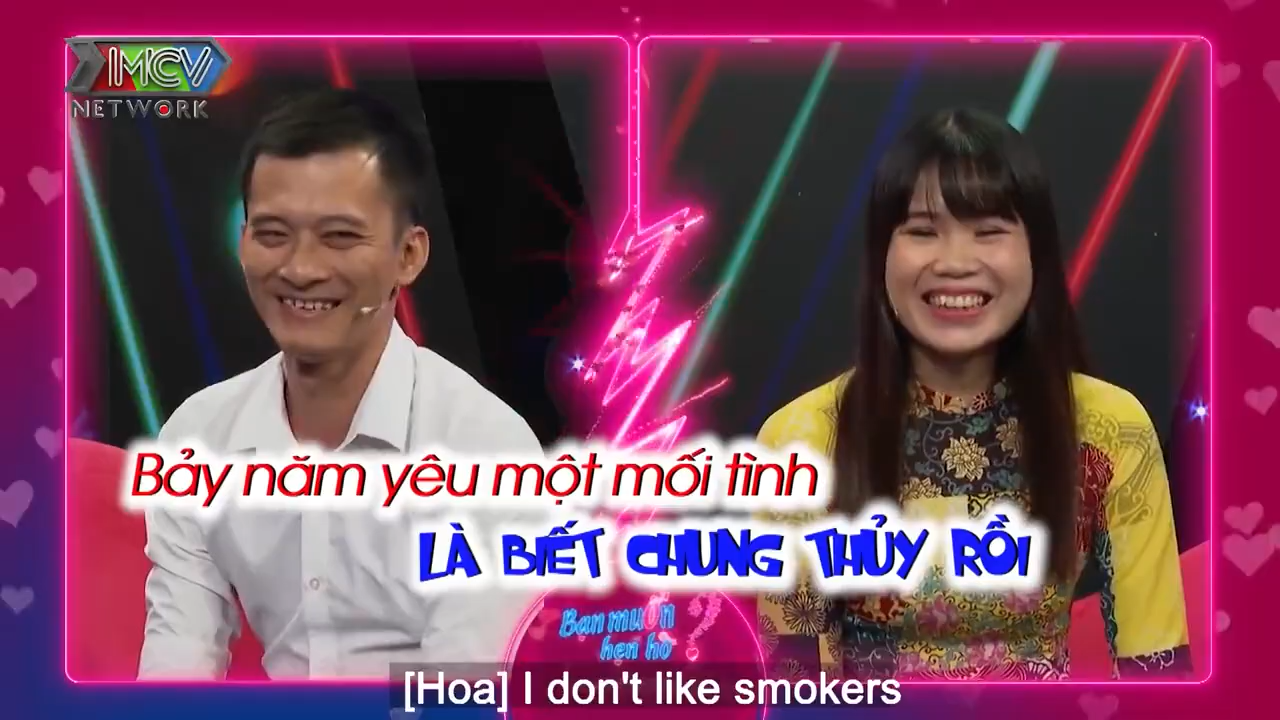 MCV
NETWORK
Bảy năm yêu một mối tình
LÀ BIẾT CHUNG THỦY RỒI
Bạn muốn
hẹn hò ?
[Hoa] I don't like smokers